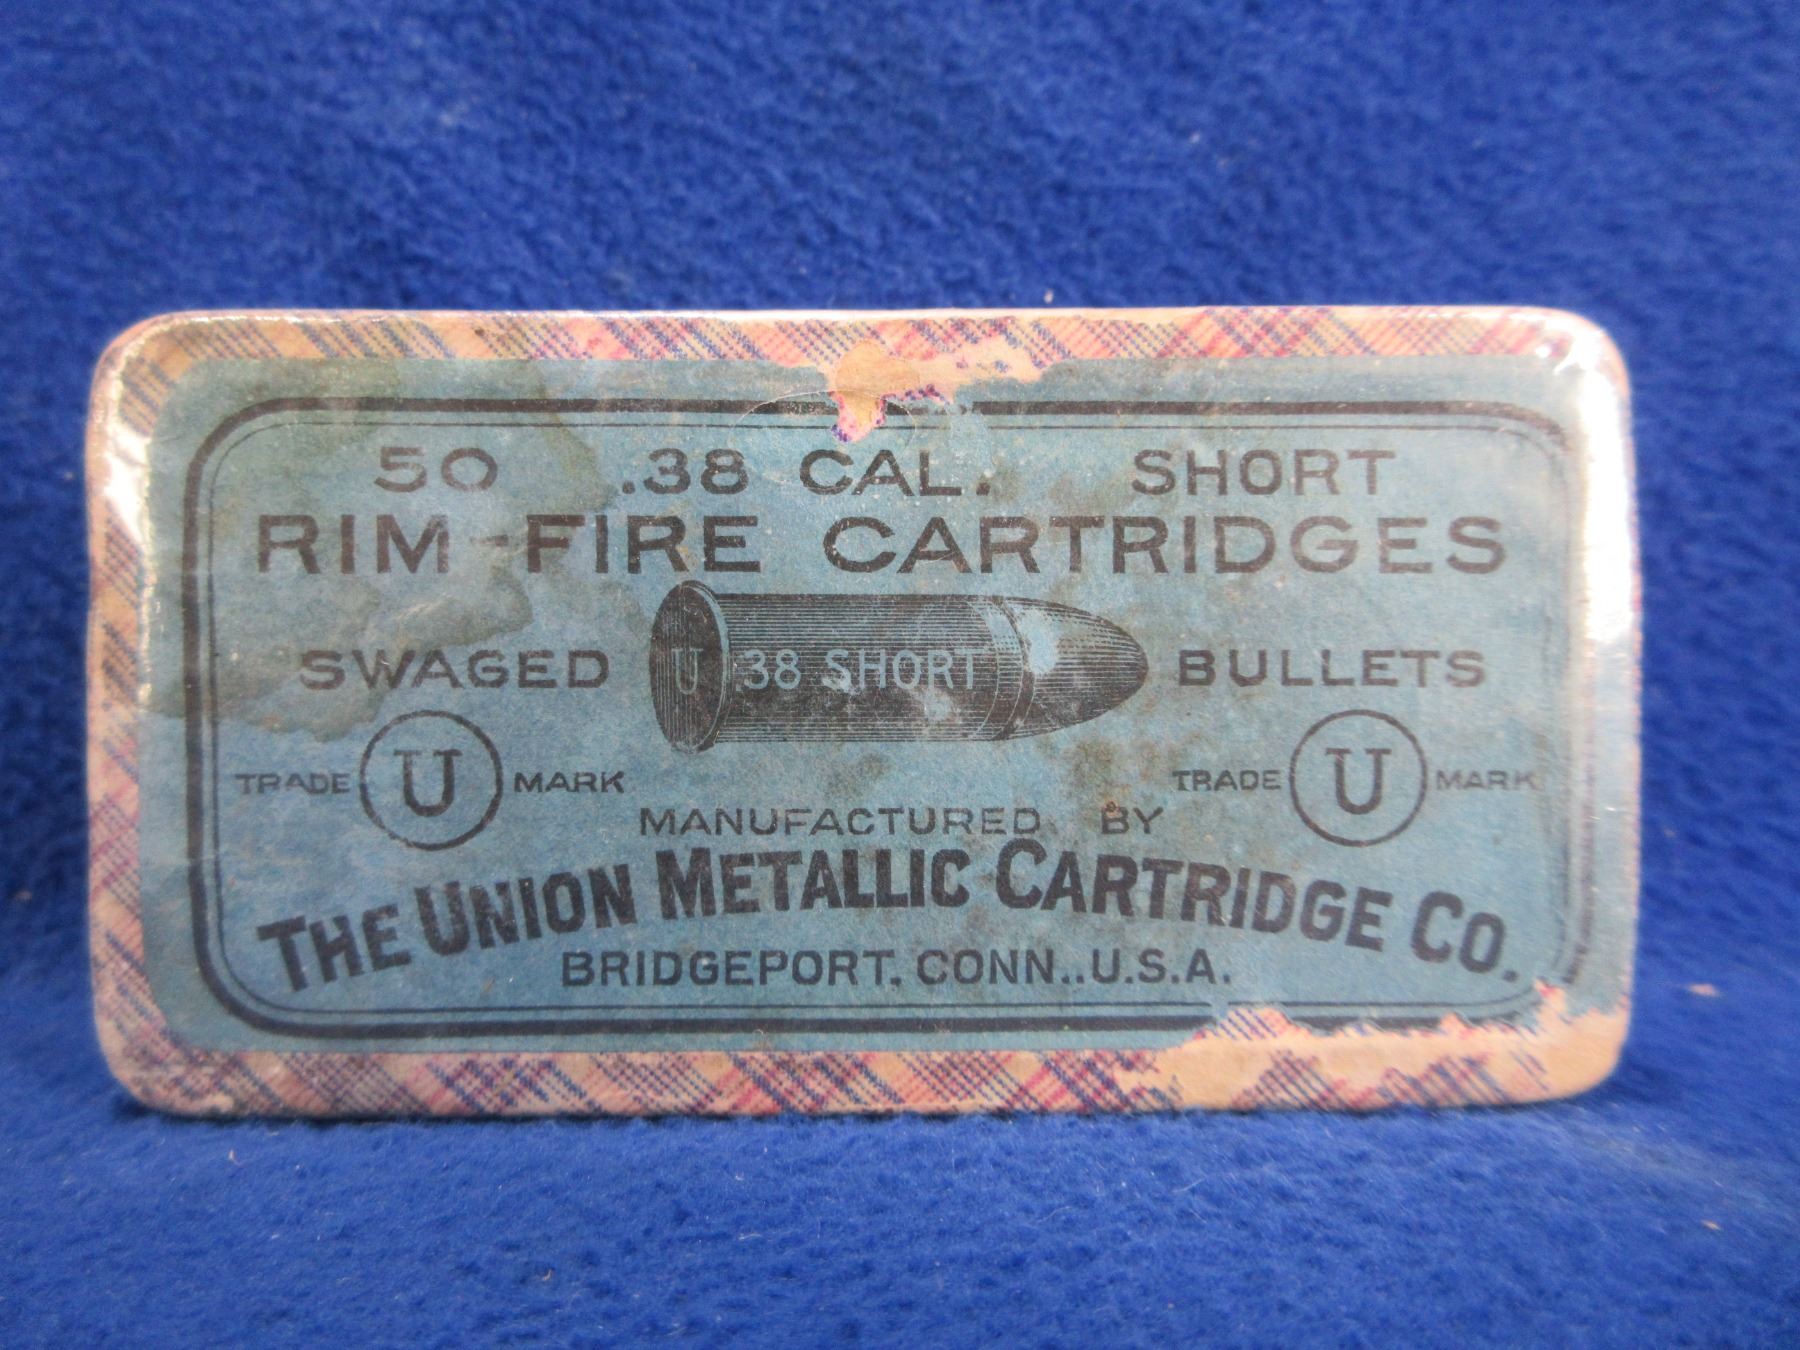 50 .38 CAL. SHORT
RIM-FIRE CARTRIDGES
SWAGED U 38 SHORT BULLETS
TRADE U MARK TRADE U MARK
MANUFACTURED BY
THE UNION METALLIC CARTRIDGE CO.
BRIDGEPORT, CONN., U.S.A.